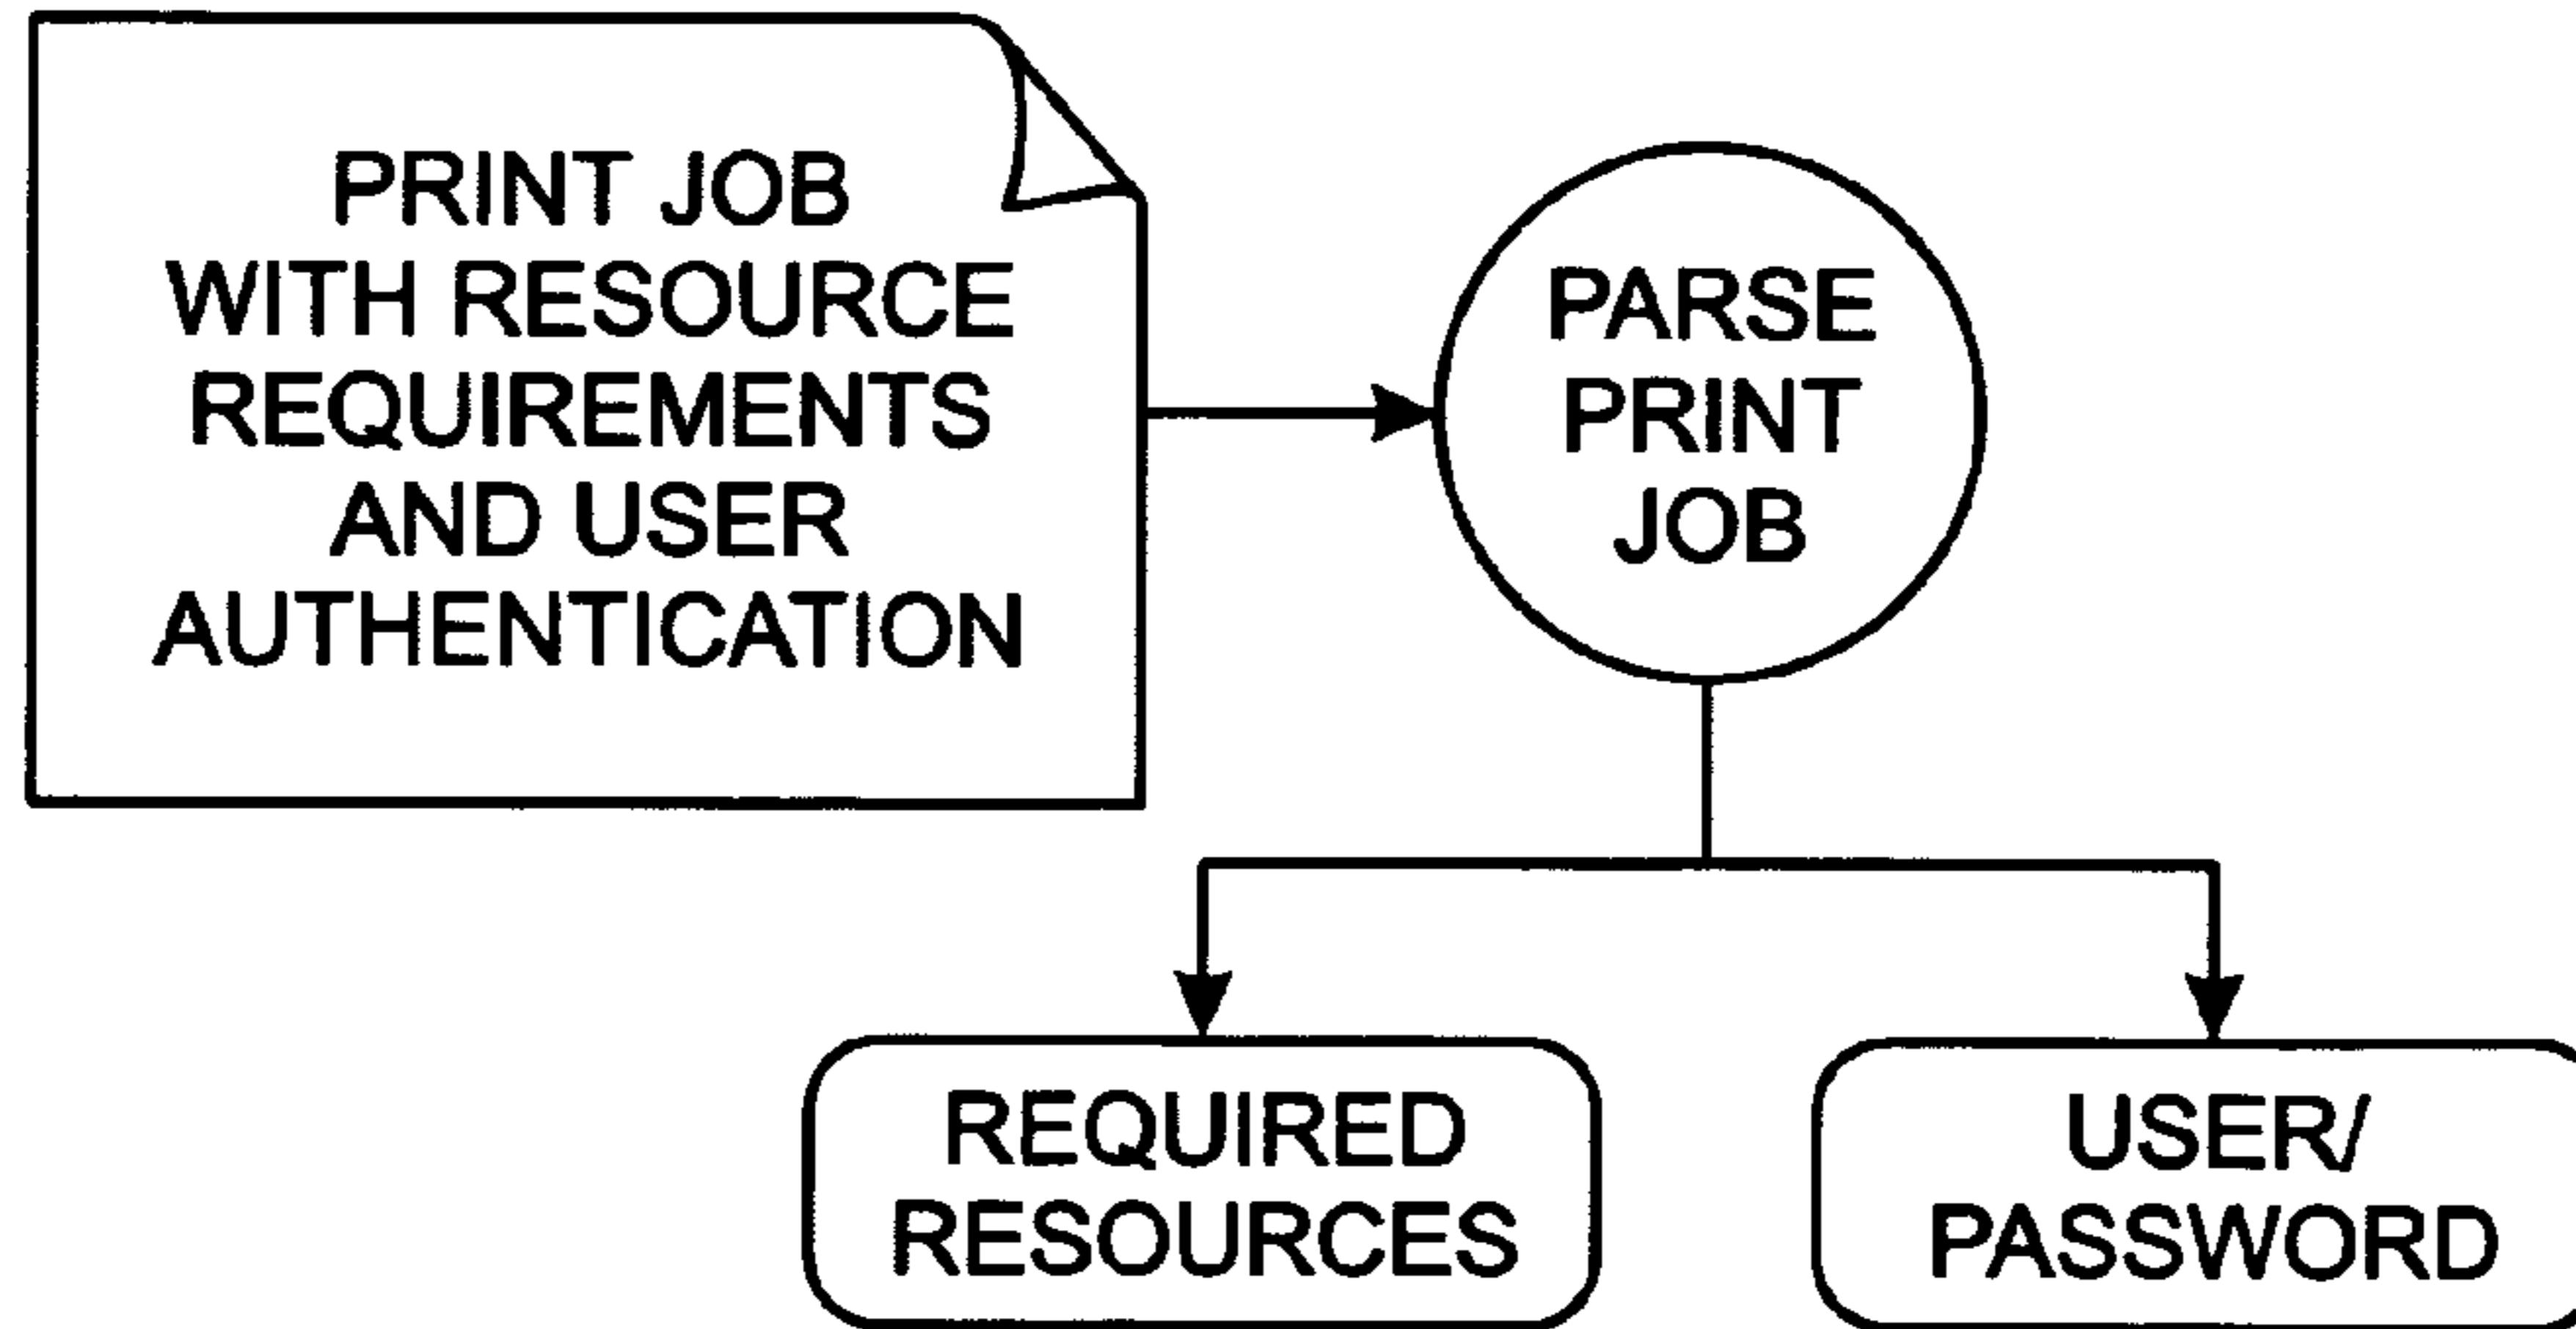 PRINT JOB
WITH RESOURCE
REQUIREMENTS
AND USER
AUTHENTICATION
PARSE
PRINT
JOB
REQUIRED
RESOURCES
USER/
PASSWORD